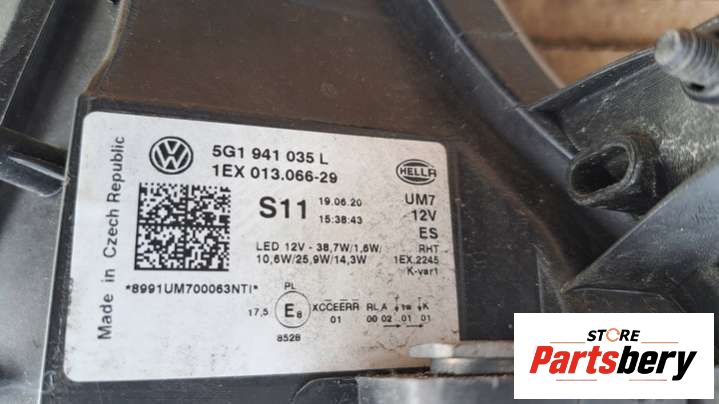 Made in Czech Republic
5G1 941 035 L
1EX 013.066-29
HELLA
S11
19.06.20
15:38:43
UM7
12V
ES
LED 12V - 38,7W/1,6W/
10,6W/25,9W/14,3W
RHT
1EX.2245
K-var1
*8991UM700063NTI*
PL
17,5
E8
8528
XCCEERR RL A 1a K
01 00 02 01 01
STORE
Partsbery